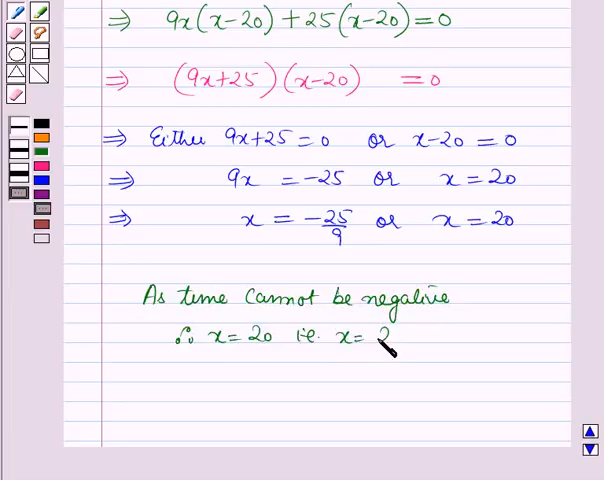 ⇒ 9x(x-20)+25(x-20)=0
⇒ (9x+25)(x-20) =0
⇒ Either 9x+25=0 or x-20=0
⇒ 9x = -25 or x=20
⇒ x = -25/9 or x=20
As time cannot be negative
∴ x=20 i.e. x= 2